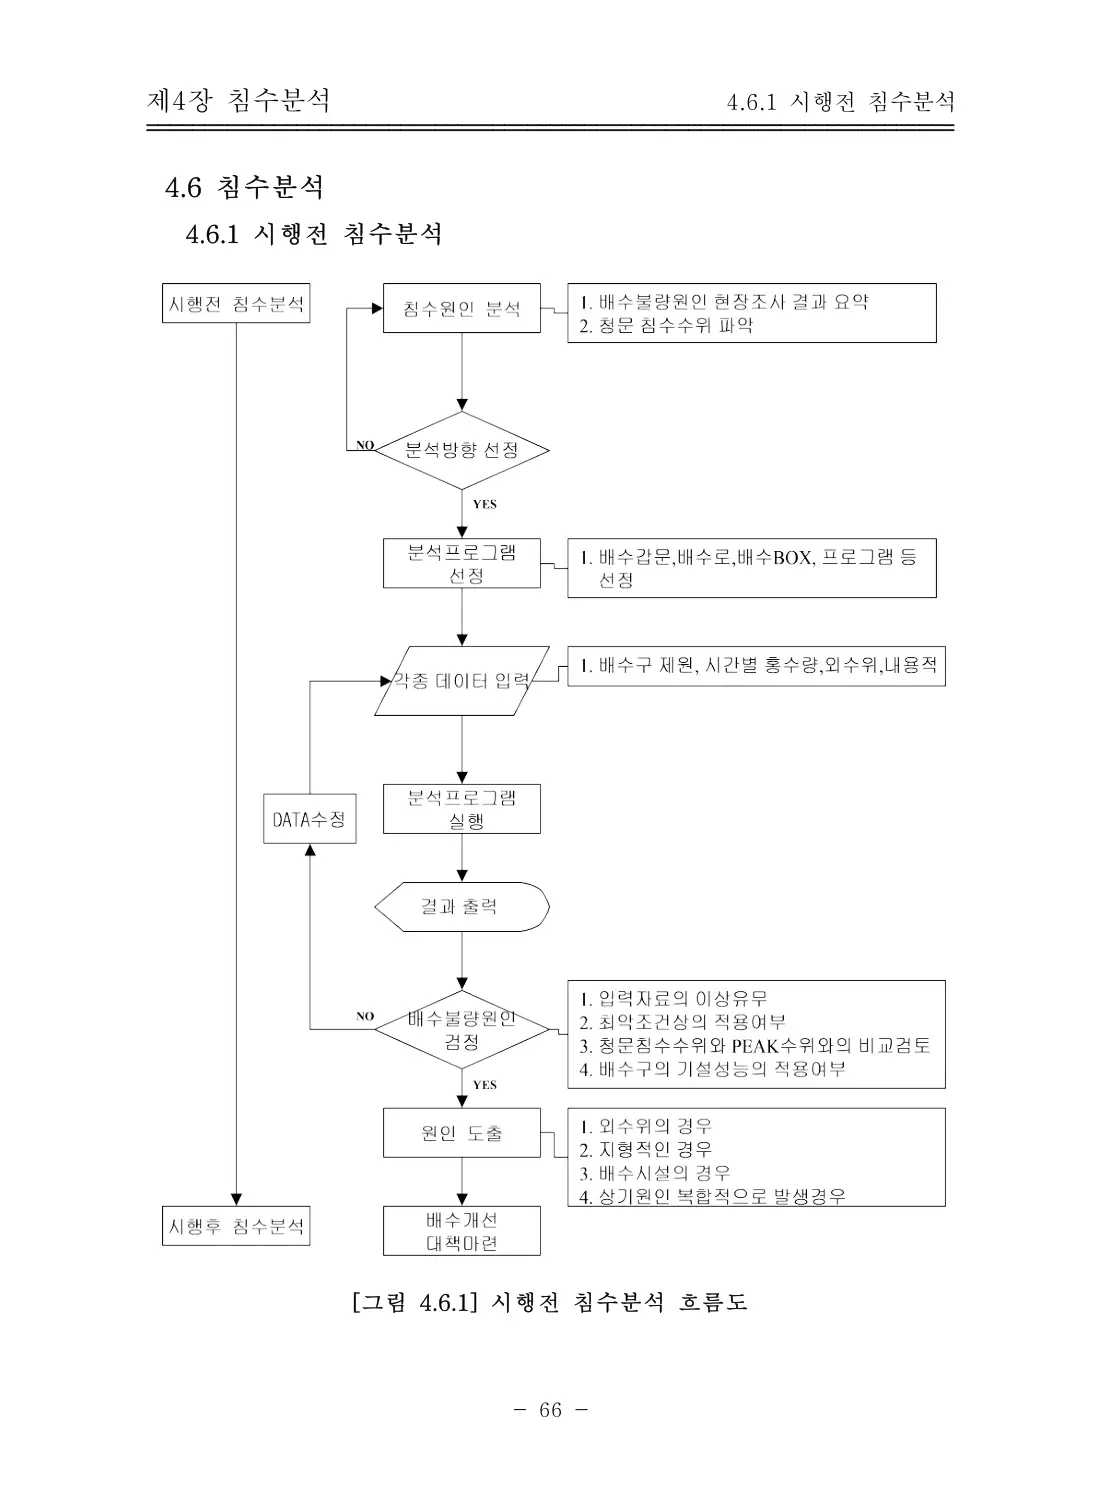 제4장 침수분석
4.6.1 시행전 침수분석
4.6 침수분석
4.6.1 시행전 침수분석
시행전 침수분석
침수원인 분석
1. 배수불량원인 현장조사 결과 요약
2. 청문 침수수위 파악
NO
분석방향 선정
YES
분석프로그램
선정
1. 배수갑문,배수로,배수BOX, 프로그램 등
선정
각종 데이터 입력
1. 배수구 제원, 시간별 홍수량,외수위,내용적
DATA수정
분석프로그램
실행
결과 출력
NO
배수불량원인
검정
1. 입력자료의 이상유무
2. 최악조건상의 적용여부
3. 청문침수수위와 PEAK수위와의 비교검토
4. 배수구의 기설성능의 적용여부
YES
원인 도출
1. 외수위의 경우
2. 지형적인 경우
3. 배수시설의 경우
4. 상기원인 복합적으로 발생경우
시행후 침수분석
배수개선
대책마련
[그림 4.6.1] 시행전 침수분석 흐름도
- 66 -